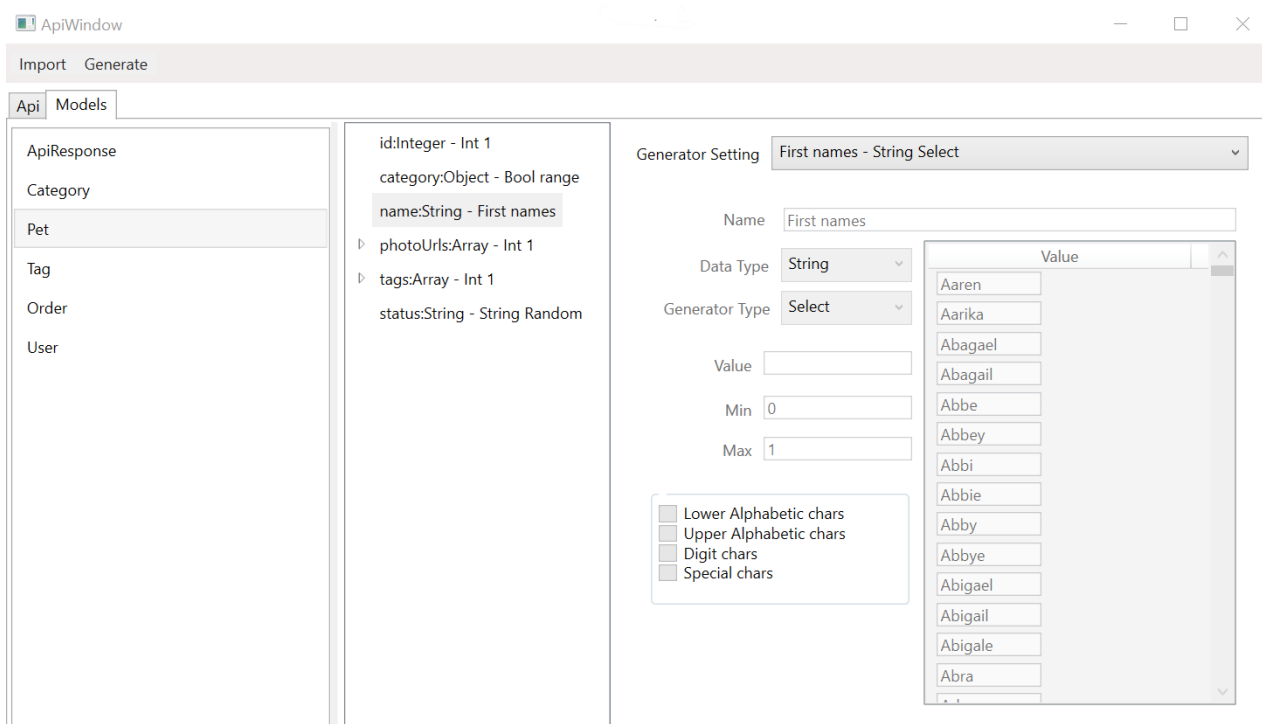 ApiWindow
Import Generate
Api Models
ApiResponse
Category
Pet
Tag
Order
User
id:Integer - Int 1
category:Object - Bool range
name:String - First names
photoUrls:Array - Int 1
tags:Array - Int 1
status:String - String Random
Generator Setting First names - String Select
Name First names
Data Type String
Generator Type Select
Value
Min 0
Max 1
Lower Alphabetic chars
Upper Alphabetic chars
Digit chars
Special chars
Value
Aaren
Aarika
Abagael
Abagail
Abbe
Abbey
Abbi
Abbie
Abby
Abbye
Abigael
Abigail
Abigale
Abra